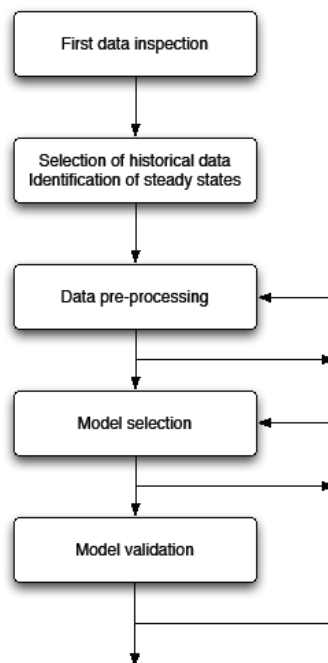 First data inspection
Selection of historical data
Identification of steady states
Data pre-processing
Model selection
Model validation